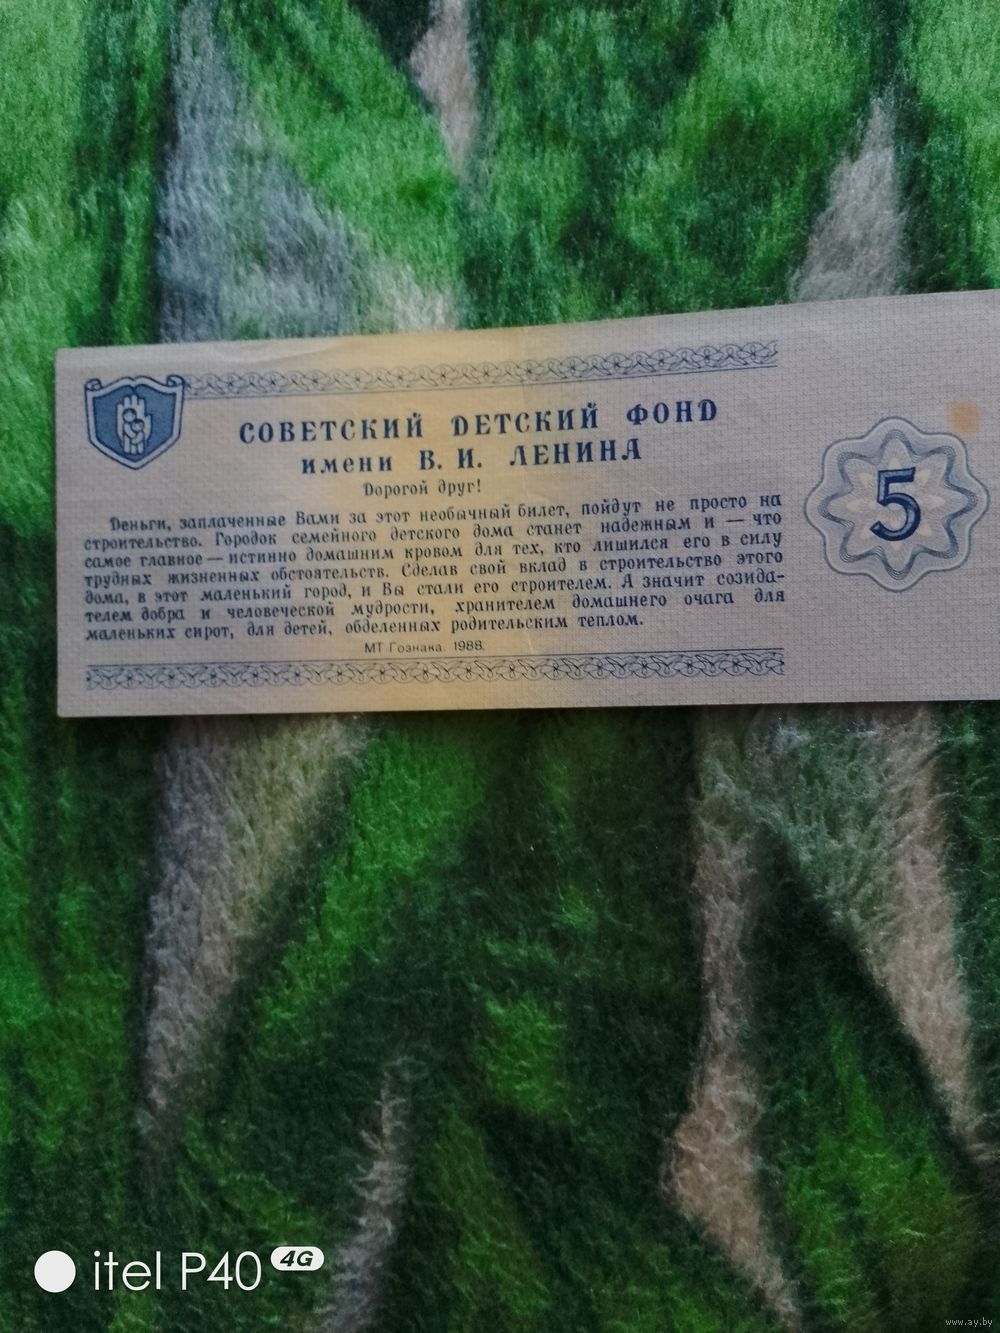 СОВЕТСКИЙ ДЕТСКИЙ ФОНД
имени В. И. ЛЕНИНА
Дорогой друг!
Деньги, заплаченные Вами за этот необычный билет, пойдут не просто на
строительство. Городок семейного детского дома станет надежным и — что
самое главное — истинно домашним кровом для тех, кто лишился его в силу
трудных жизненных обстоятельств. Сделав свой вклад в строительство этого
дома, в этот маленький город, и Вы стали его строителем. А значит созида-
телем добра и человеческой мудрости, хранителем домашнего очага для
маленьких сирот, для детей, обделенных родительским теплом.
МТ Гознака. 1988.
5
itel P40 4G
www.ay.by